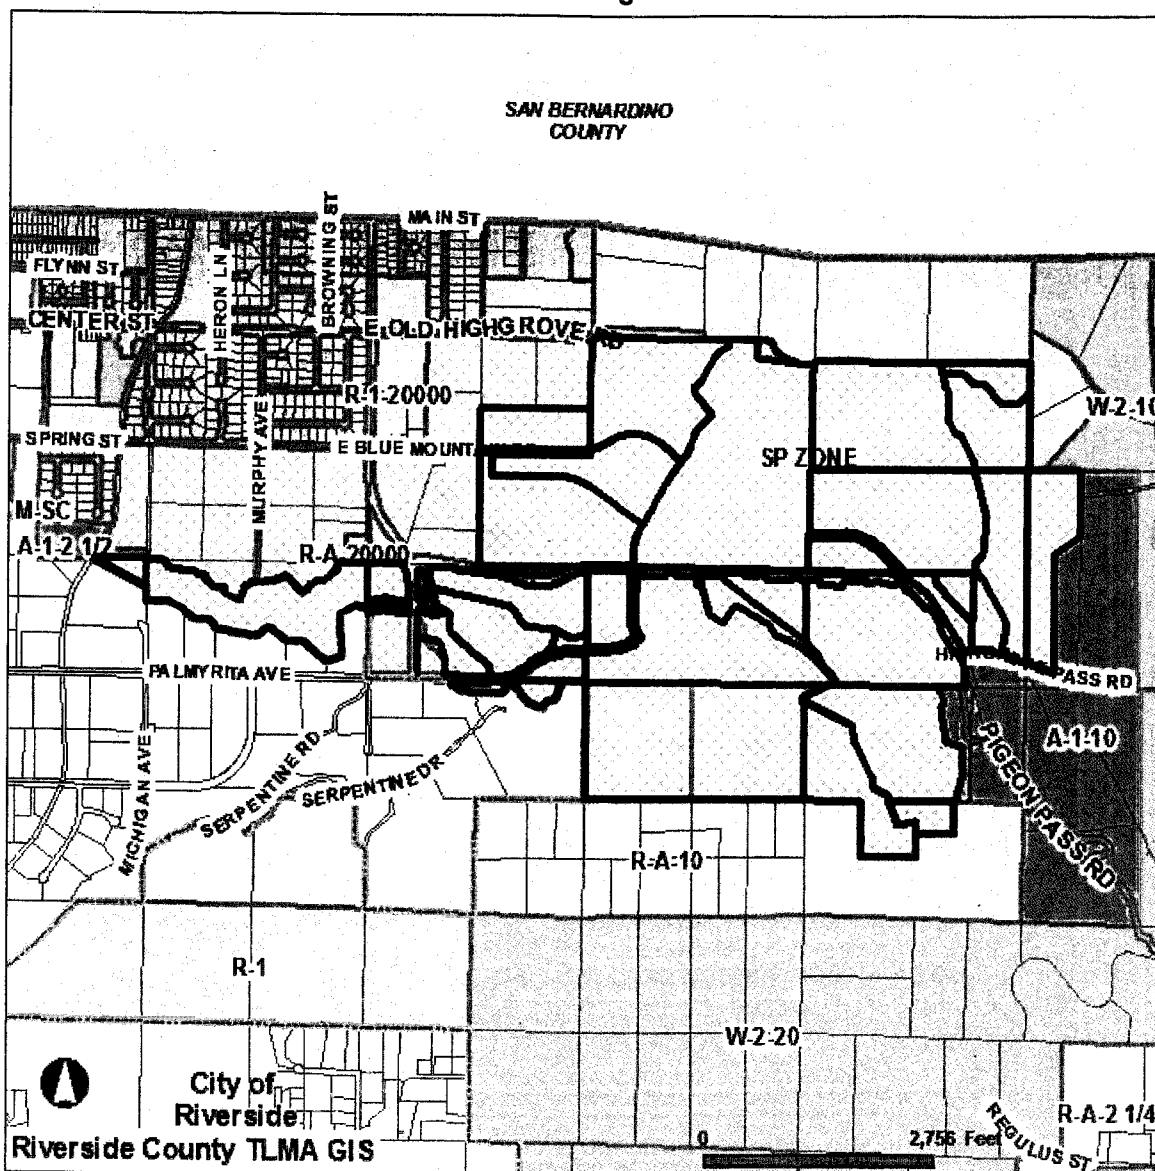 SAN BERNARDINO
COUNTY
MAIN ST
BROWNING ST
FLYNN ST
HERON LN
CENTER ST
E OLD HIGHGROVE RD
R-1-20000
W-2-10
MURPHY AVE
SPRING ST
E BLUE MOUNT
SP ZONE
M-SC
A-1-2 1/2
R-A-20000
PALMYRITA AVE
PASS RD
A-1-10
PIGEON PASS RD
MICHIGAN AVE
SERPENTINE RD
SERPENTINE DR
R-A-10
R-1
W-2-20
City of
Riverside
R-A-2 1/4
REGULUS ST
0 2,756 Feet
Riverside County TLMA GIS